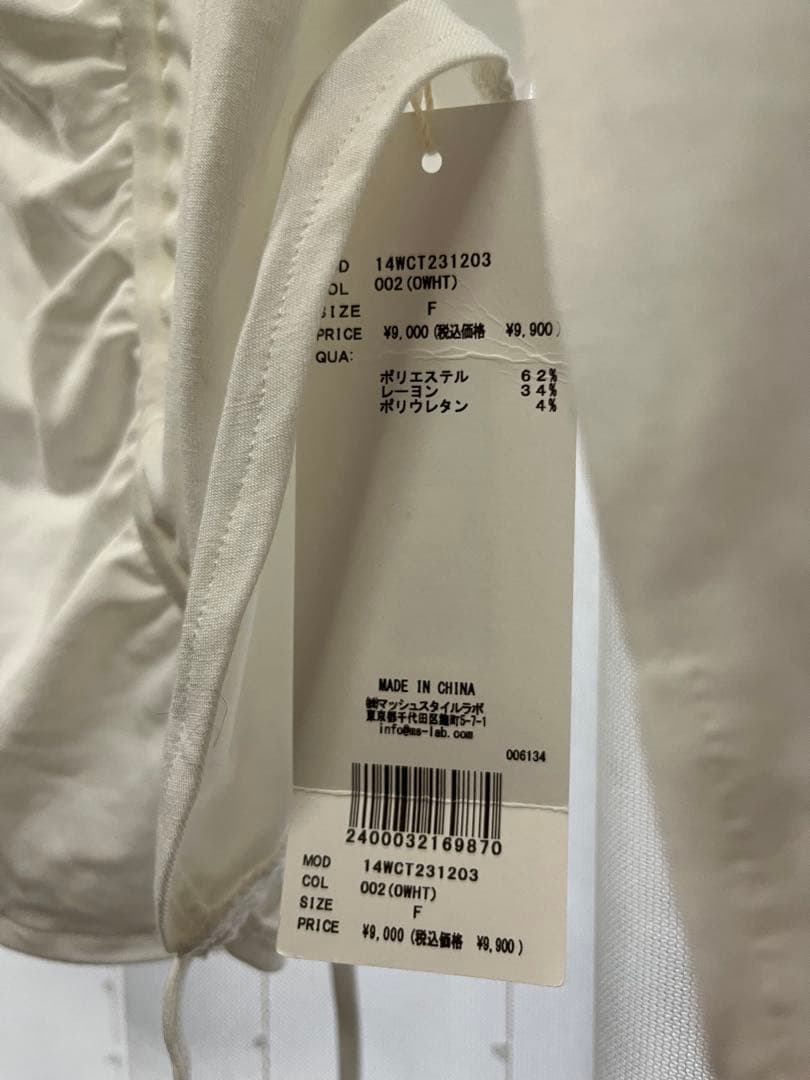 D 14WCT231203
OL 002(OWHT)
SIZE F
PRICE ¥9,000(税込価格 ¥9,900)
QUA:
ポリエステル 62%
レーヨン 34%
ポリウレタン 4%
MADE IN CHINA
㈱マッシュスタイルラボ
東京都千代田区麹町5-7-1
info@ms-lab.com
006134
2400032169870
MOD 14WCT231203
COL 002(OWHT)
SIZE F
PRICE ¥9,000(税込価格 ¥9,900)